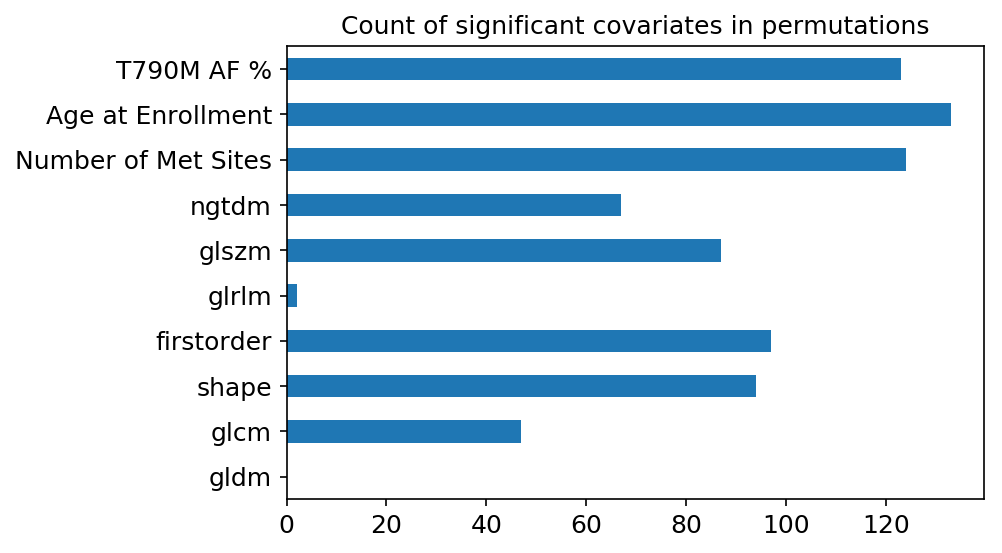 Count of significant covariates in permutations
T790M AF %
Age at Enrollment
Number of Met Sites
ngtdm
glszm
glrlm
firstorder
shape
glcm
gldm
0 20 40 60 80 100 120